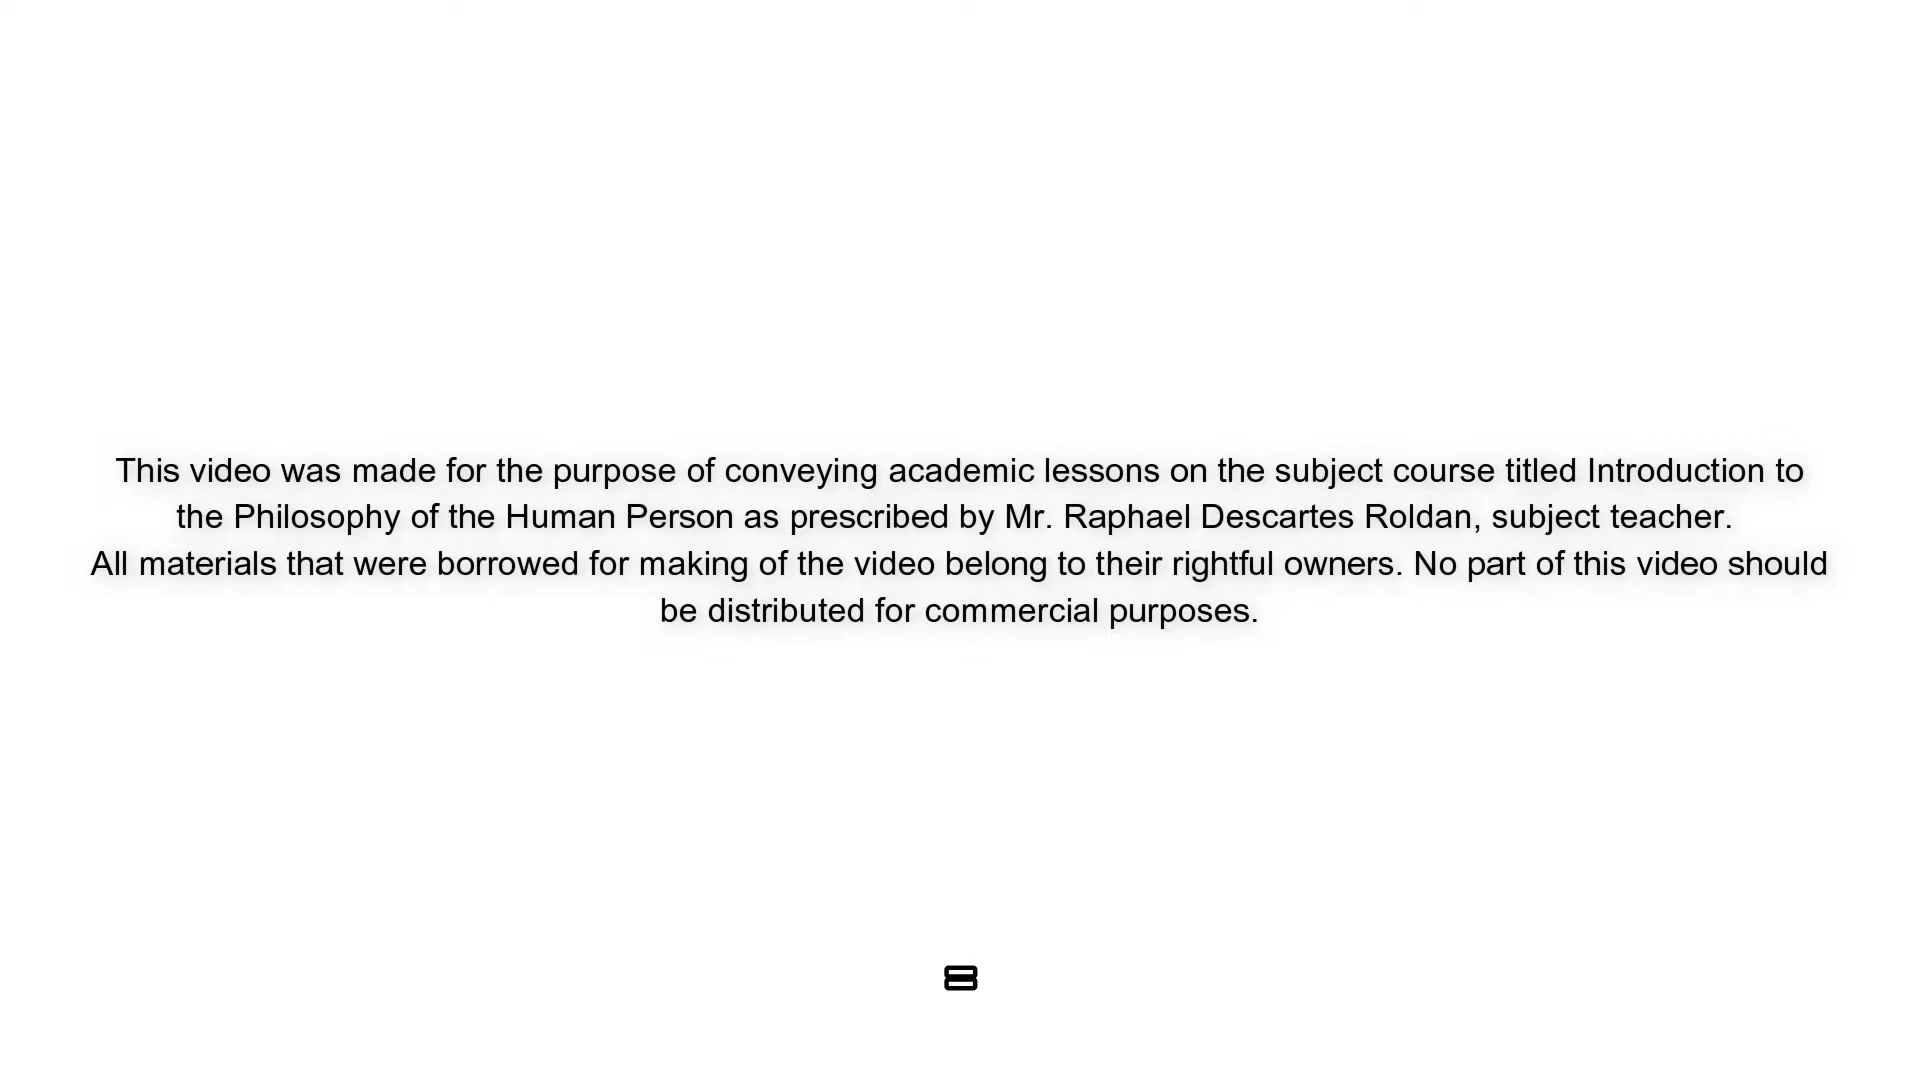 This video was made for the purpose of conveying academic lessons on the subject course titled Introduction to
the Philosophy of the Human Person as prescribed by Mr. Raphael Descartes Roldan, subject teacher.
All materials that were borrowed for making of the video belong to their rightful owners. No part of this video should
be distributed for commercial purposes.